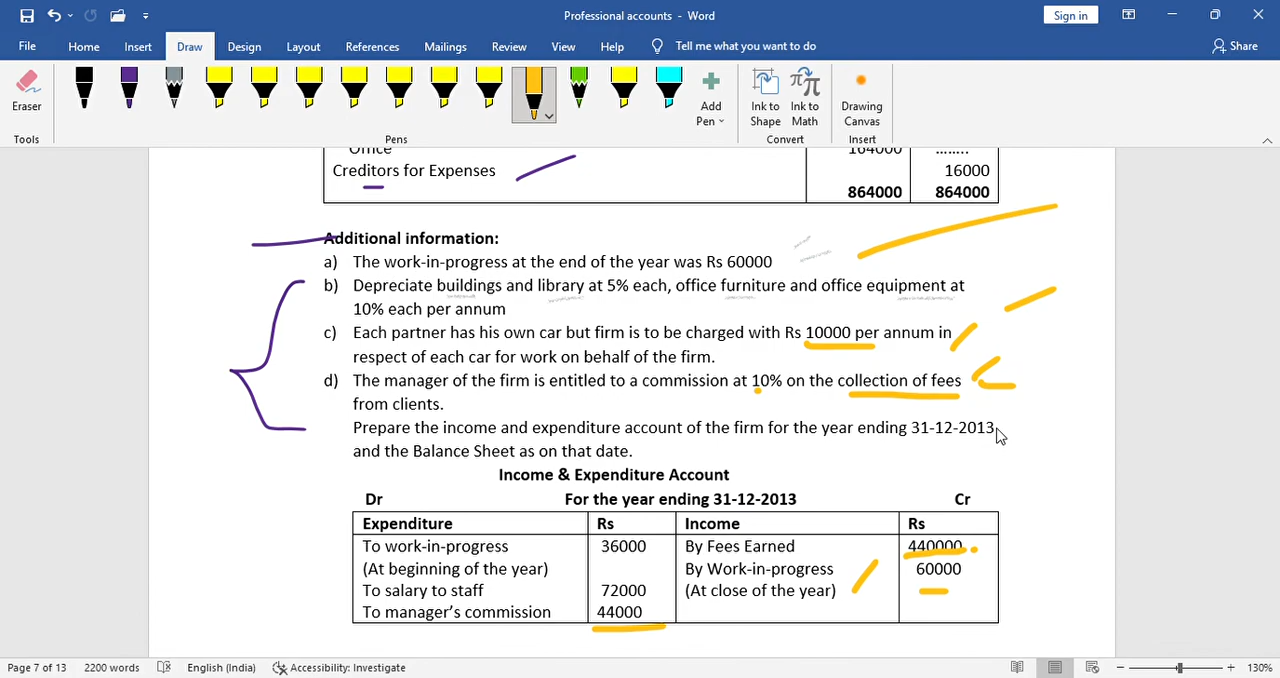 Professional accounts - Word
Sign in
File Home Insert Draw Design Layout References Mailings Review View Help Tell me what you want to do Share
Eraser
Add Pen
Ink to Shape
Ink to Math
Drawing Canvas
Tools Pens Convert Insert
Office 164000 ........
Creditors for Expenses 16000
864000 864000
Additional information:
a) The work-in-progress at the end of the year was Rs 60000
b) Depreciate buildings and library at 5% each, office furniture and office equipment at
10% each per annum
c) Each partner has his own car but firm is to be charged with Rs 10000 per annum in
respect of each car for work on behalf of the firm.
d) The manager of the firm is entitled to a commission at 10% on the collection of fees
from clients.
Prepare the income and expenditure account of the firm for the year ending 31-12-2013
and the Balance Sheet as on that date.
Income & Expenditure Account
Dr For the year ending 31-12-2013 Cr
Expenditure Rs Income Rs
To work-in-progress 36000 By Fees Earned 440000
(At beginning of the year) By Work-in-progress 60000
To salary to staff 72000 (At close of the year)
To manager's commission 44000
Page 7 of 13 2200 words English (India) Accessibility: Investigate 130%